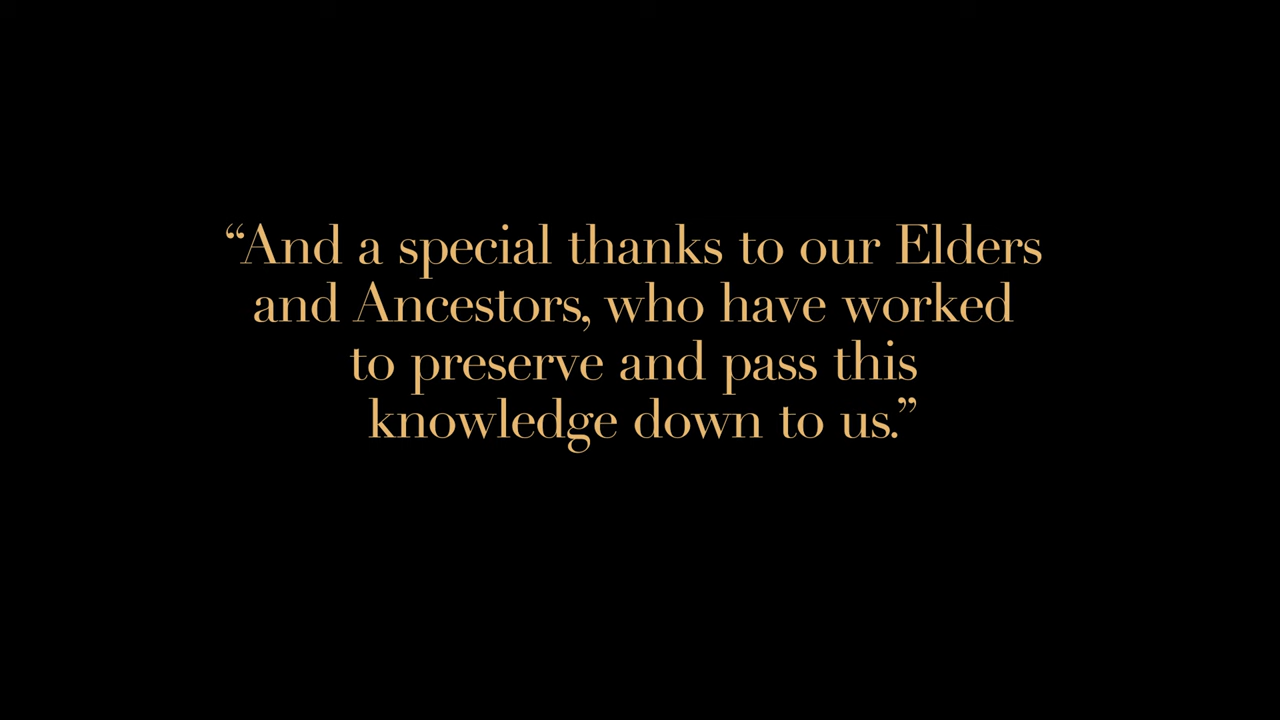 “And a special thanks to our Elders
and Ancestors, who have worked
to preserve and pass this
knowledge down to us.”